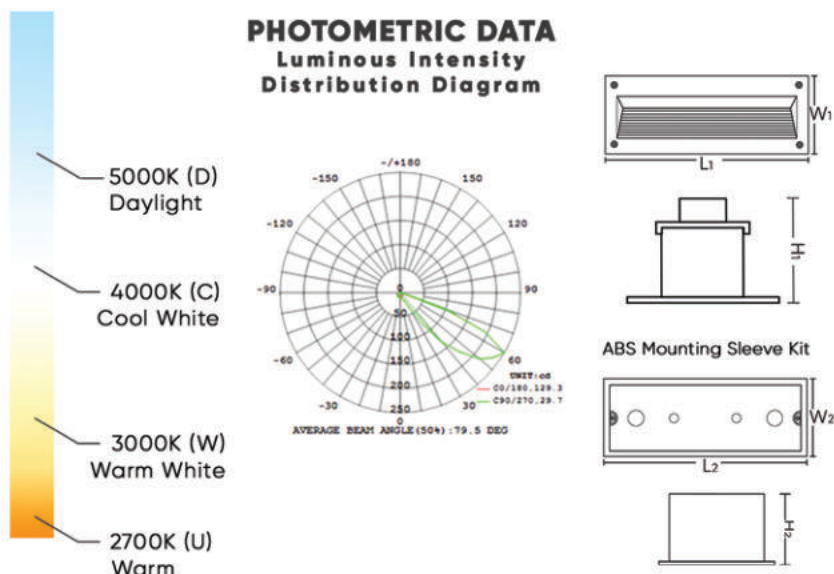 PHOTOMETRIC DATA
Luminous Intensity
Distribution Diagram
5000K (D)
Daylight
4000K (C)
Cool White
3000K (W)
Warm White
2700K (U)
Warm
-/+180
-150
150
-120
120
-90
90
-60
60
-30
30
0
0
50
100
150
200
250
UNIT:cd
C0/180,129.3
C90/270,29.7
AVERAGE BEAM ANGLE(50%):79.5 DEG
W1
L1
H1
ABS Mounting Sleeve Kit
W2
L2
H2